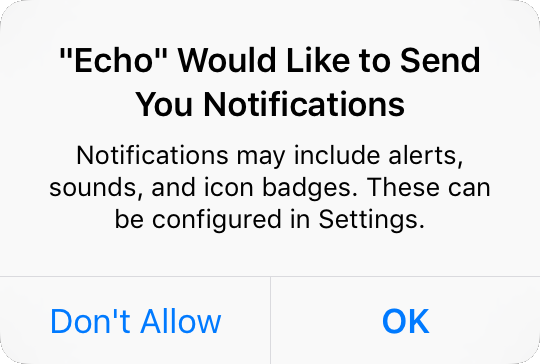 "Echo" Would Like to Send
You Notifications
Notifications may include alerts,
sounds, and icon badges. These can
be configured in Settings.
Don't Allow
OK